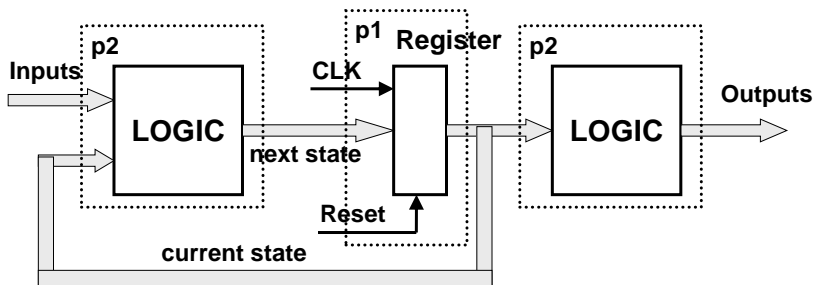 p2
Inputs
LOGIC
next state
p1
Register
CLK
Reset
p2
LOGIC
Outputs
current state